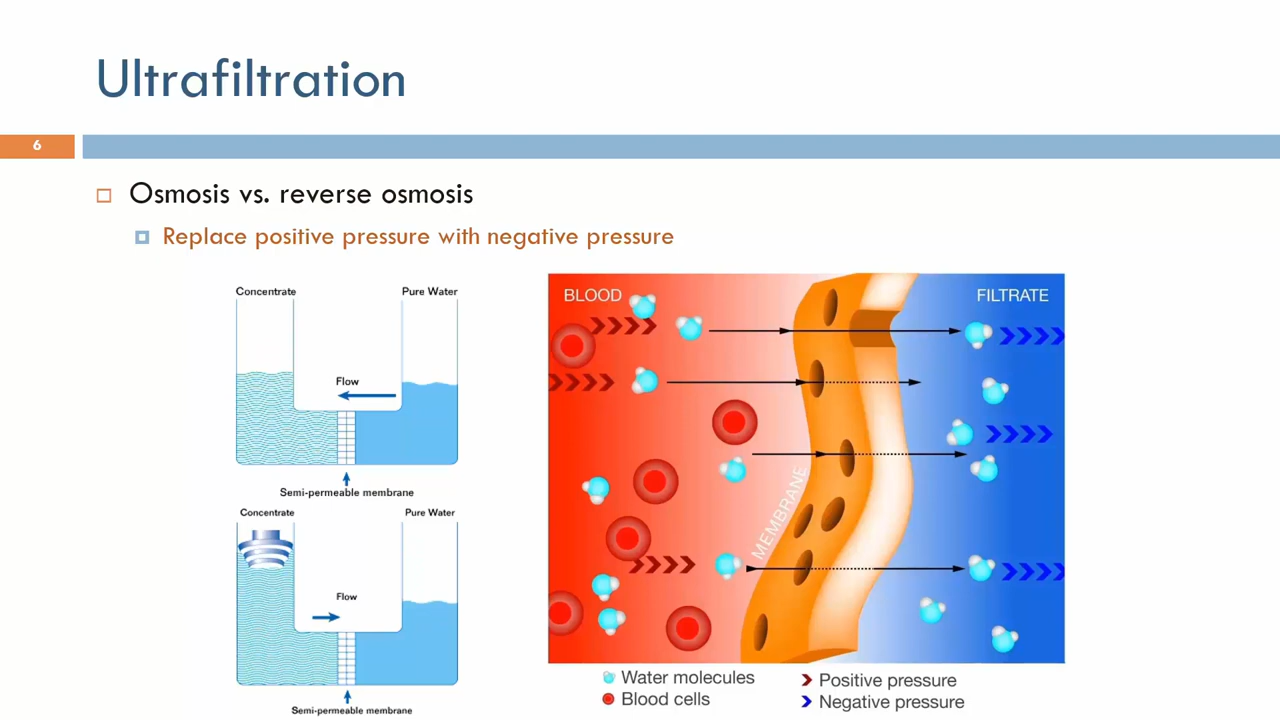 Ultrafiltration
6
Osmosis vs. reverse osmosis
Replace positive pressure with negative pressure
Concentrate
Pure Water
Flow
Semi-permeable membrane
Concentrate
Pure Water
Flow
Semi-permeable membrane
BLOOD
FILTRATE
MEMBRANE
Water molecules
Blood cells
Positive pressure
Negative pressure